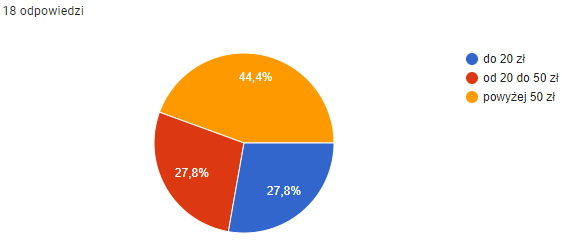 18 odpowiedzi
44,4%
27,8%
27,8%
do 20 zł
od 20 do 50 zł
powyżej 50 zł